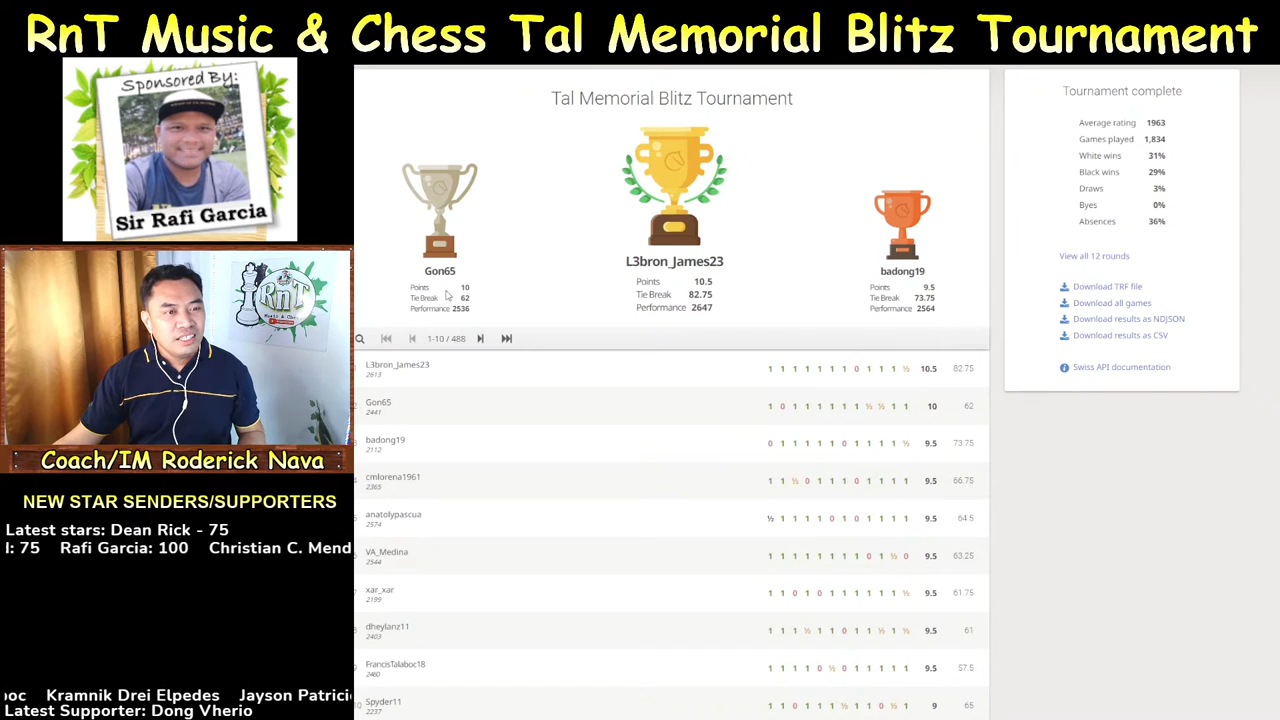 RnT Music & Chess Tal Memorial Blitz Tournament
Sponsored By:
Sir Rafi Garcia
RnT
Coach/IM Roderick Nava
NEW STAR SENDERS/SUPPORTERS
Latest stars: Dean Rick - 75
l: 75 Rafi Garcia: 100 Christian C. Mend
oc Kramnik Drei Elpedes Jayson Patrici
Latest Supporter: Dong Vherio
Tal Memorial Blitz Tournament
Gon65
Points 10
Tie Break 62
Performance 2536
L3bron_James23
Points 10.5
Tie Break 82.75
Performance 2647
badong19
Points 9.5
Tie Break 73.75
Performance 2564
1-10 / 488
L3bron_James23 1 1 1 1 1 1 1 0 1 1 1 ½ 10.5 82.75
2613
Gon65 1 0 1 1 1 1 1 1 ½ ½ 1 1 10 62
2441
badong19 0 1 1 1 1 1 0 1 1 1 1 ½ 9.5 73.75
2112
cmlorena1961 1 1 ½ 0 1 1 1 0 1 1 1 1 9.5 66.75
2365
anatolypascua ½ 1 1 1 1 0 1 0 1 1 1 1 9.5 64.5
2574
VA_Medina 1 1 1 1 1 1 1 1 0 1 ½ 0 9.5 63.25
2544
xar_xar 1 1 0 1 0 1 1 1 1 1 1 ½ 9.5 61.75
2199
dheylanz11 1 1 1 ½ 1 1 0 1 1 ½ 1 ½ 9.5 61
2403
FrancisTalaboc18 1 1 1 1 0 ½ 0 1 1 1 1 1 9.5 57.5
2460
10 Spyder11 1 1 0 1 1 1 ½ 1 1 0 ½ 1 9 65
2237
Tournament complete
Average rating 1963
Games played 1,834
White wins 31%
Black wins 29%
Draws 3%
Byes 0%
Absences 36%
View all 12 rounds
Download TRF file
Download all games
Download results as NDJSON
Download results as CSV
Swiss API documentation